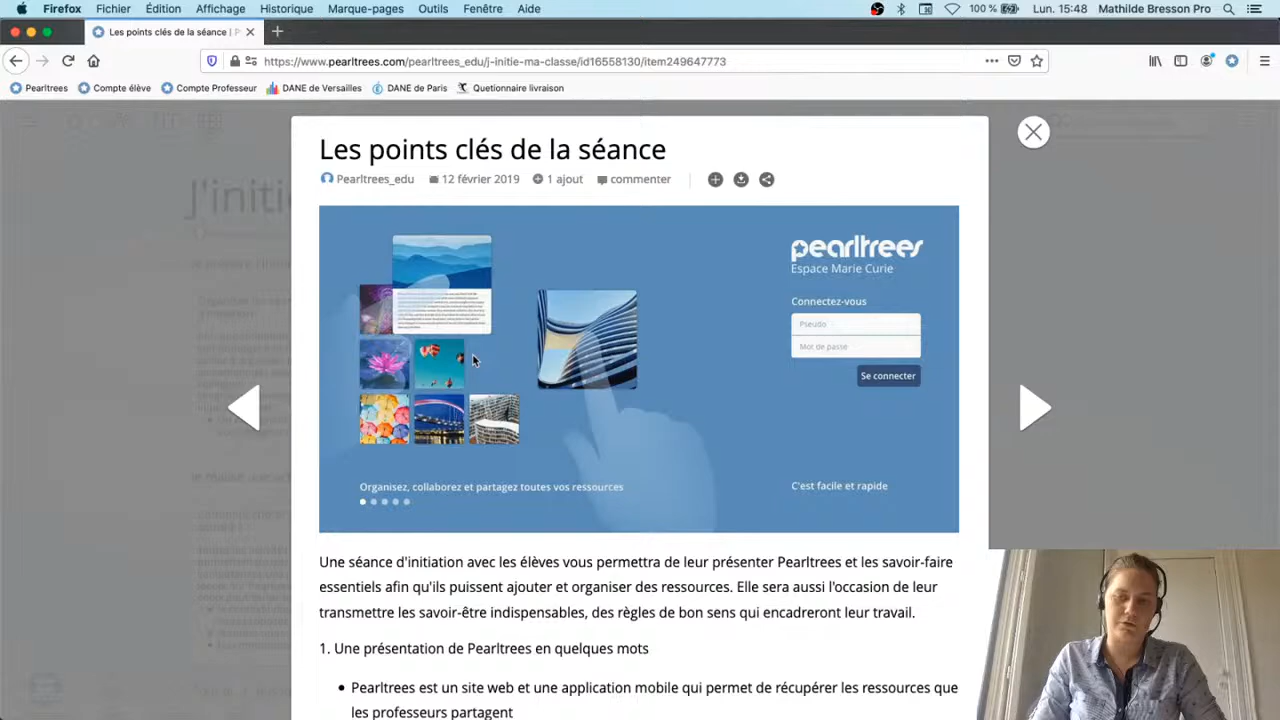 Firefox Fichier Édition Affichage Historique Marque-pages Outils Fenêtre Aide 100 % Lun. 15:48 Mathilde Bresson Pro
Les points clés de la séance | P
https://www.pearltrees.com/pearltrees_edu/j-initie-ma-classe/id16558130/item249647773
Pearltrees Compte élève Compte Professeur DANE de Versailles DANE de Paris Quetionnaire livraison
J'initie
Les points clés de la séance
Pearltrees_edu 12 février 2019 1 ajout commenter
pearltrees
Espace Marie Curie
Connectez-vous
Pseudo
Mot de passe
Se connecter
Organisez, collaborez et partagez toutes vos ressources
C'est facile et rapide
Une séance d'initiation avec les élèves vous permettra de leur présenter Pearltrees et les savoir-faire
essentiels afin qu'ils puissent ajouter et organiser des ressources. Elle sera aussi l'occasion de leur
transmettre les savoir-être indispensables, des règles de bon sens qui encadreront leur travail.
1. Une présentation de Pearltrees en quelques mots
• Pearltrees est un site web et une application mobile qui permet de récupérer les ressources que
les professeurs partagent